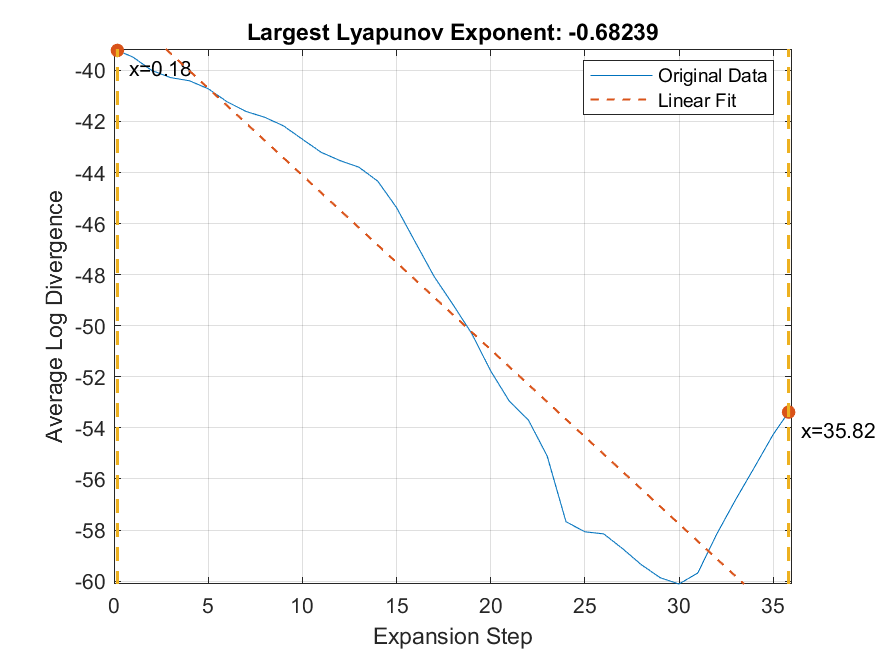 Largest Lyapunov Exponent: -0.68239
Original Data
Linear Fit
x=0.18
x=35.82
Average Log Divergence
-40
-42
-44
-46
-48
-50
-52
-54
-56
-58
-60
0 5 10 15 20 25 30 35
Expansion Step